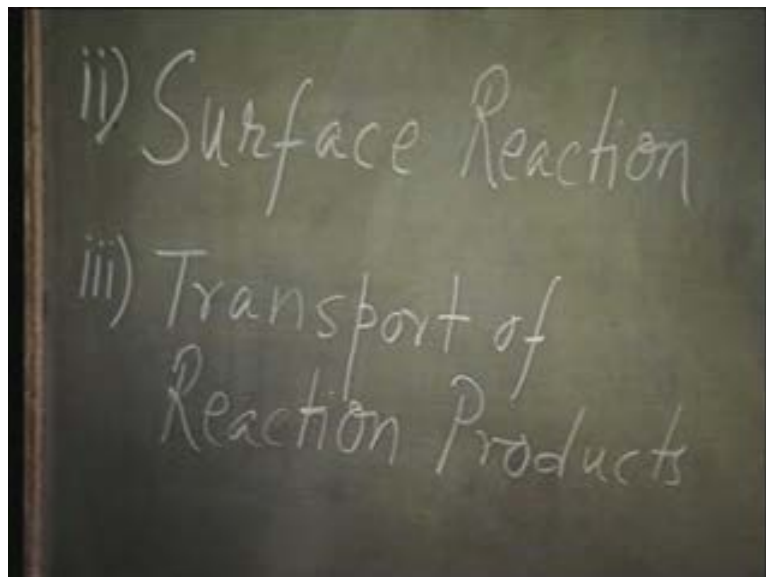 ii) Surface Reaction
iii) Transport of
Reaction Products